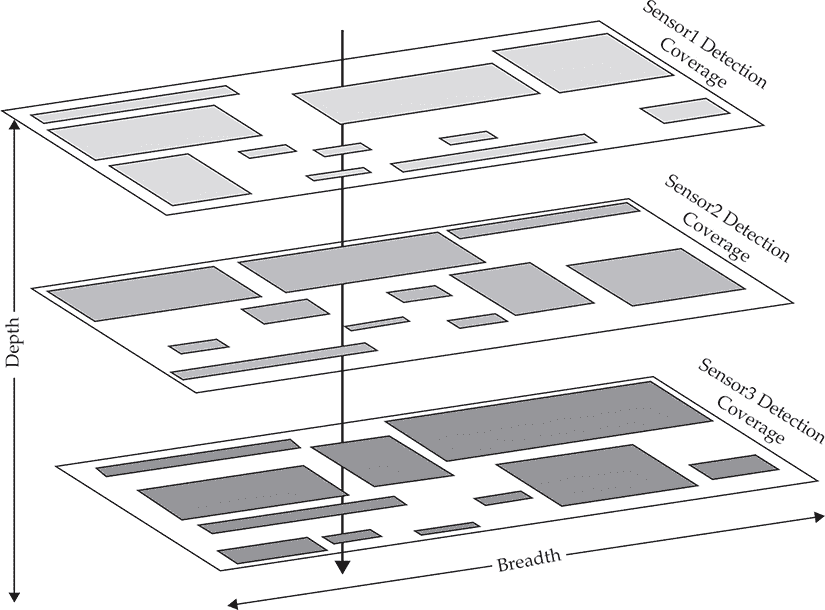 Sensor1 Detection
Coverage
Sensor2 Detection
Coverage
Depth
Sensor3 Detection
Coverage
Breadth